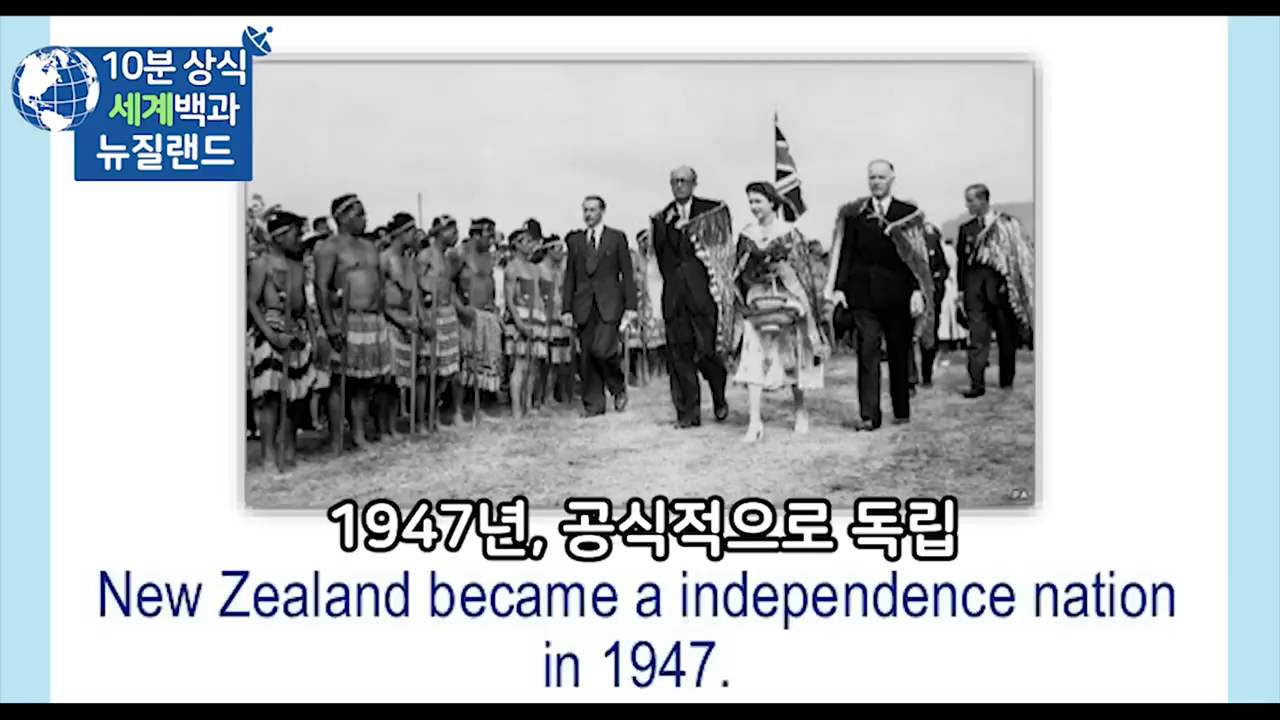 10분 상식
세계백과
뉴질랜드
PA
1947년, 공식적으로 독립
New Zealand became a independence nation
in 1947.